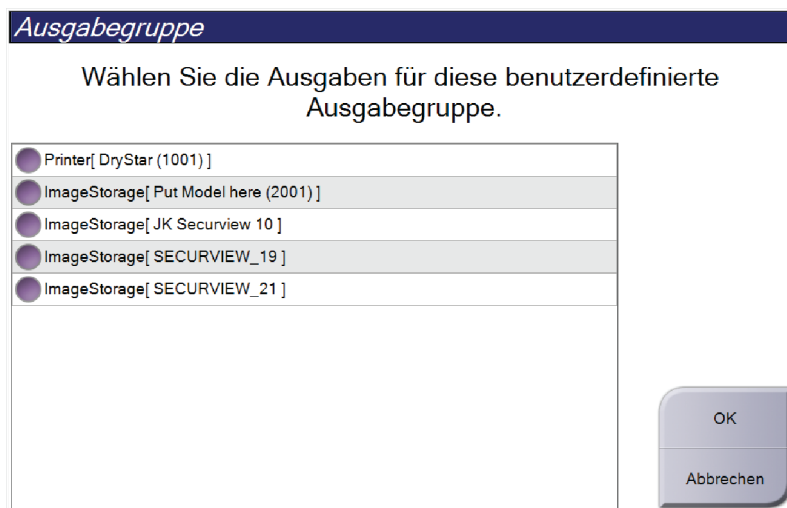 Ausgabegruppe
Wählen Sie die Ausgaben für diese benutzerdefinierte
Ausgabegruppe.
Printer[ DryStar (1001) ]
ImageStorage[ Put Model here (2001) ]
ImageStorage[ JK Securview 10 ]
ImageStorage[ SECURVIEW_19 ]
ImageStorage[ SECURVIEW_21 ]
OK
Abbrechen